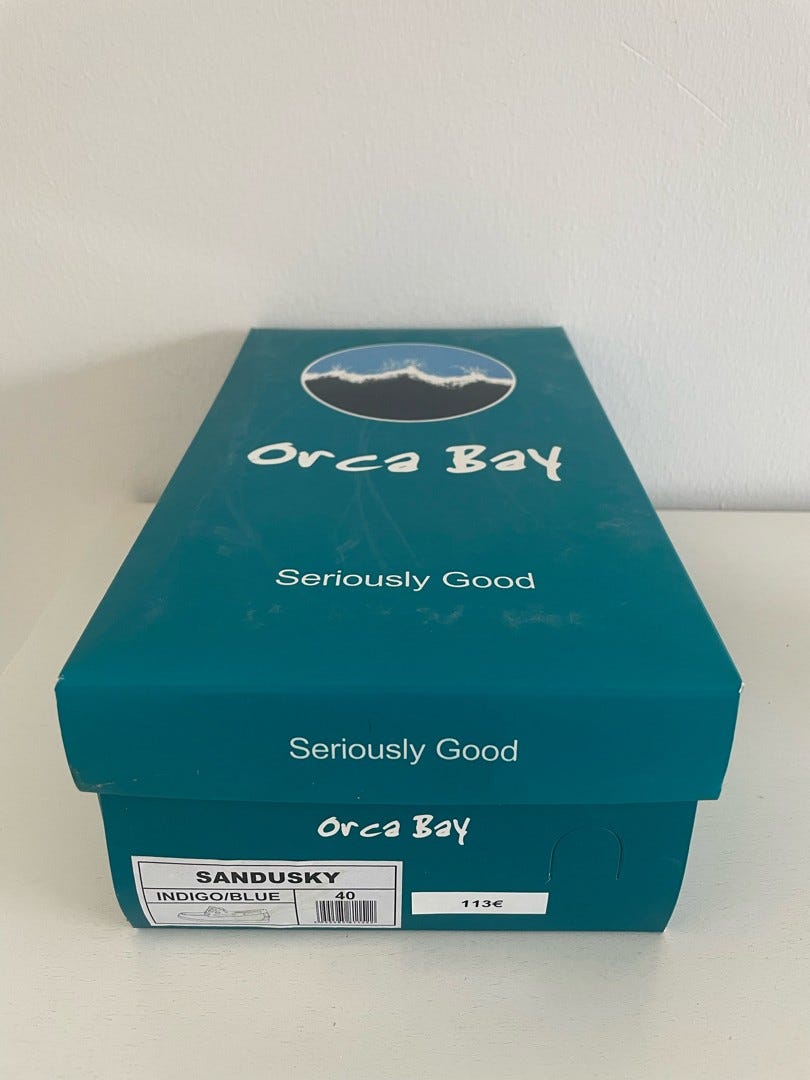 Orca Bay
Seriously Good
Seriously Good
Orca Bay
SANDUSKY
INDIGO/BLUE
40
113€